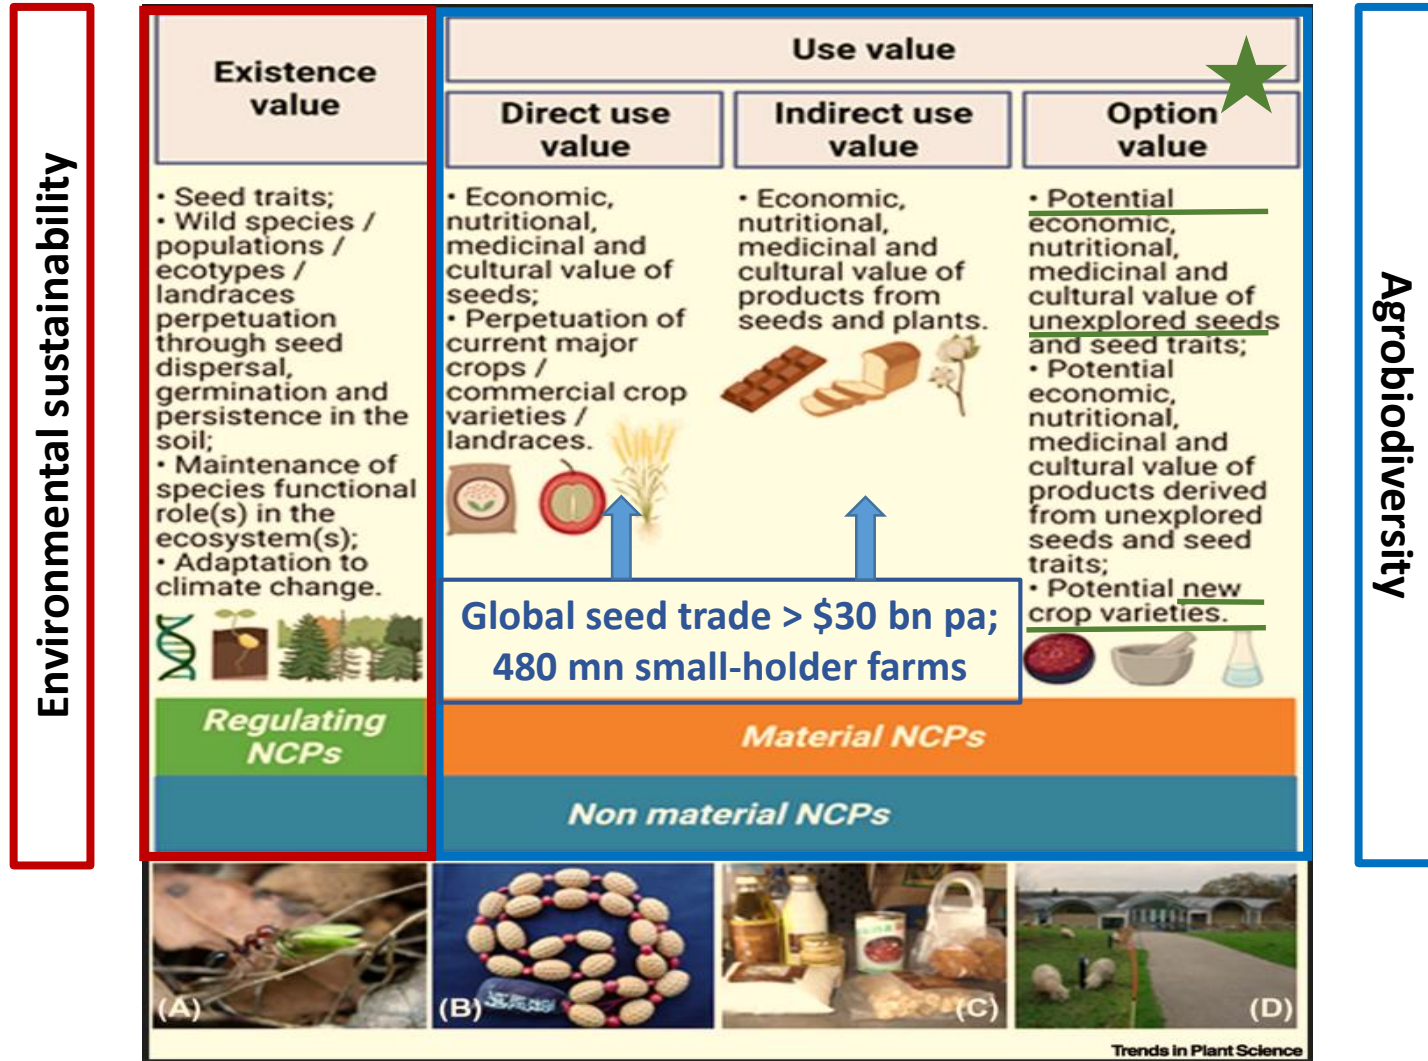 Environmental sustainability
Existence
value
• Seed traits;
• Wild species /
populations /
ecotypes /
landraces
perpetuation
through seed
dispersal,
germination and
persistence in the
soil;
• Maintenance of
species functional
role(s) in the
ecosystem(s);
• Adaptation to
climate change.
Regulating
NCPs
Use value
Direct use
value
• Economic,
nutritional,
medicinal and
cultural value of
seeds;
• Perpetuation of
current major
crops /
commercial crop
varieties /
landraces.
Indirect use
value
• Economic,
nutritional,
medicinal and
cultural value of
products from
seeds and plants.
Option
value
• Potential
economic,
nutritional,
medicinal and
cultural value of
unexplored seeds
and seed traits;
• Potential
economic,
nutritional,
medicinal and
cultural value of
products derived
from unexplored
seeds and seed
traits;
• Potential new
crop varieties.
Global seed trade > $30 bn pa;
480 mn small-holder farms
Material NCPs
Non material NCPs
(A)
(B)
(C)
(D)
Trends in Plant Science
Agrobiodiversity